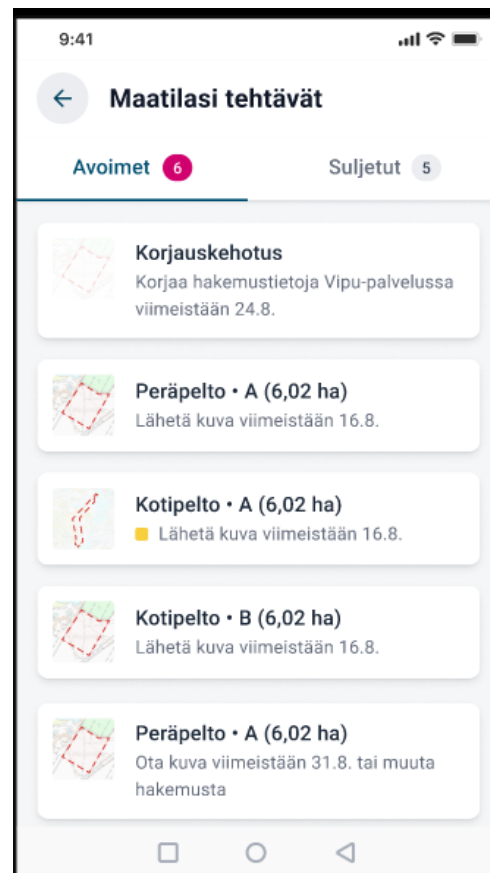 9:41
Maatilasi tehtävät
Avoimet 6
Suljetut 5
Korjauskehotus
Korjaa hakemustietoja Vipu-palvelussa
viimeistään 24.8.
Peräpelto • A (6,02 ha)
Lähetä kuva viimeistään 16.8.
Kotipelto • A (6,02 ha)
Lähetä kuva viimeistään 16.8.
Kotipelto • B (6,02 ha)
Lähetä kuva viimeistään 16.8.
Peräpelto • A (6,02 ha)
Ota kuva viimeistään 31.8. tai muuta
hakemusta